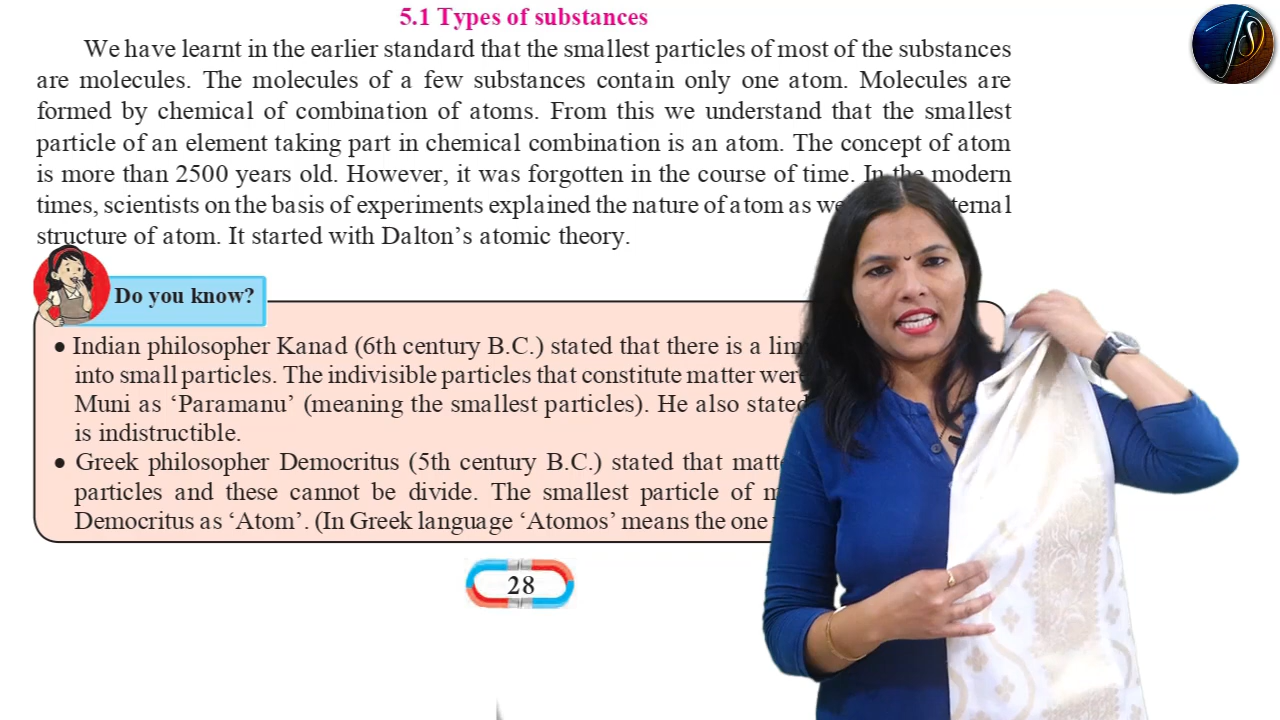 5.1 Types of substances
We have learnt in the earlier standard that the smallest particles of most of the substances
are molecules. The molecules of a few substances contain only one atom. Molecules are
formed by chemical of combination of atoms. From this we understand that the smallest
particle of an element taking part in chemical combination is an atom. The concept of atom
is more than 2500 years old. However, it was forgotten in the course of time. In the modern
times, scientists on the basis of experiments explained the nature of atom as
structure of atom. It started with Dalton’s atomic theory.
Do you know?
● Indian philosopher Kanad (6th century B.C.) stated that there is a
into small particles. The indivisible particles that constitute matter were
Muni as ‘Paramanu’ (meaning the smallest particles). He also stated
is indistructible.
● Greek philosopher Democritus (5th century B.C.) stated that
particles and these cannot be divide. The smallest particle of
Democritus as ‘Atom’. (In Greek language ‘Atomos’ means the one
28